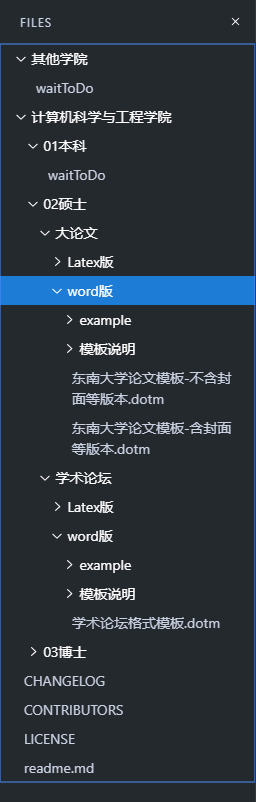 FILES
其他学院
waitToDo
计算机科学与工程学院
01本科
waitToDo
02硕士
大论文
Latex版
word版
example
模板说明
东南大学论文模板-不含封
面等版本.dotm
东南大学论文模板-含封面
等版本.dotm
学术论坛
Latex版
word版
example
模板说明
学术论坛格式模板.dotm
03博士
CHANGELOG
CONTRIBUTORS
LICENSE
readme.md